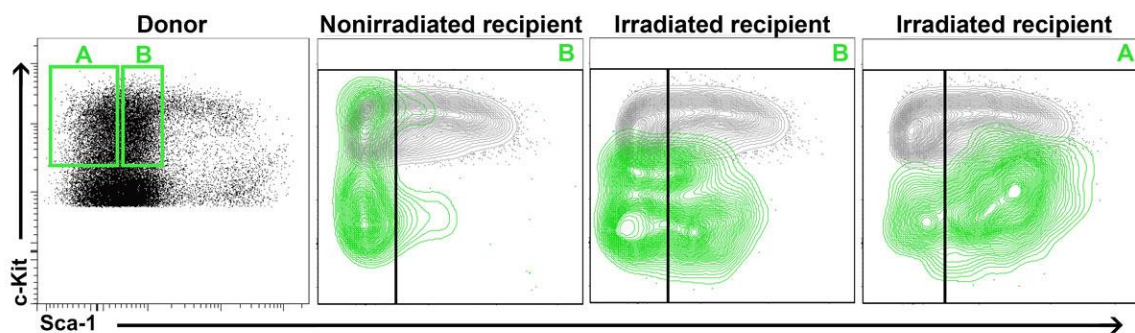 Donor
Nonirradiated recipient
Irradiated recipient
Irradiated recipient
A
B
B
B
A
c-Kit
Sca-1